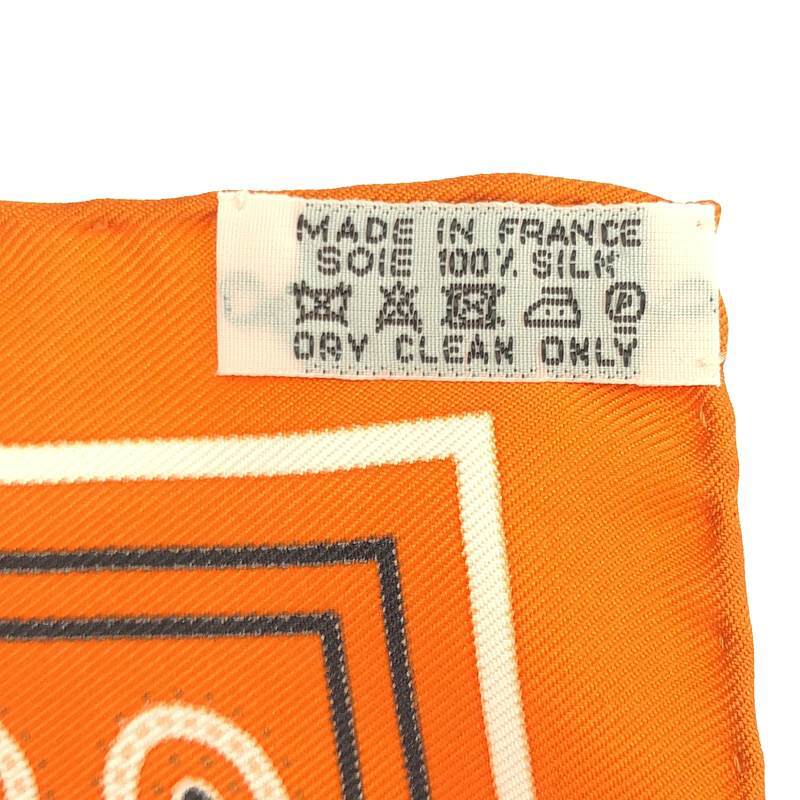 MADE IN FRANCE
SOIE 100% SILK
P
DRY CLEAN ONLY